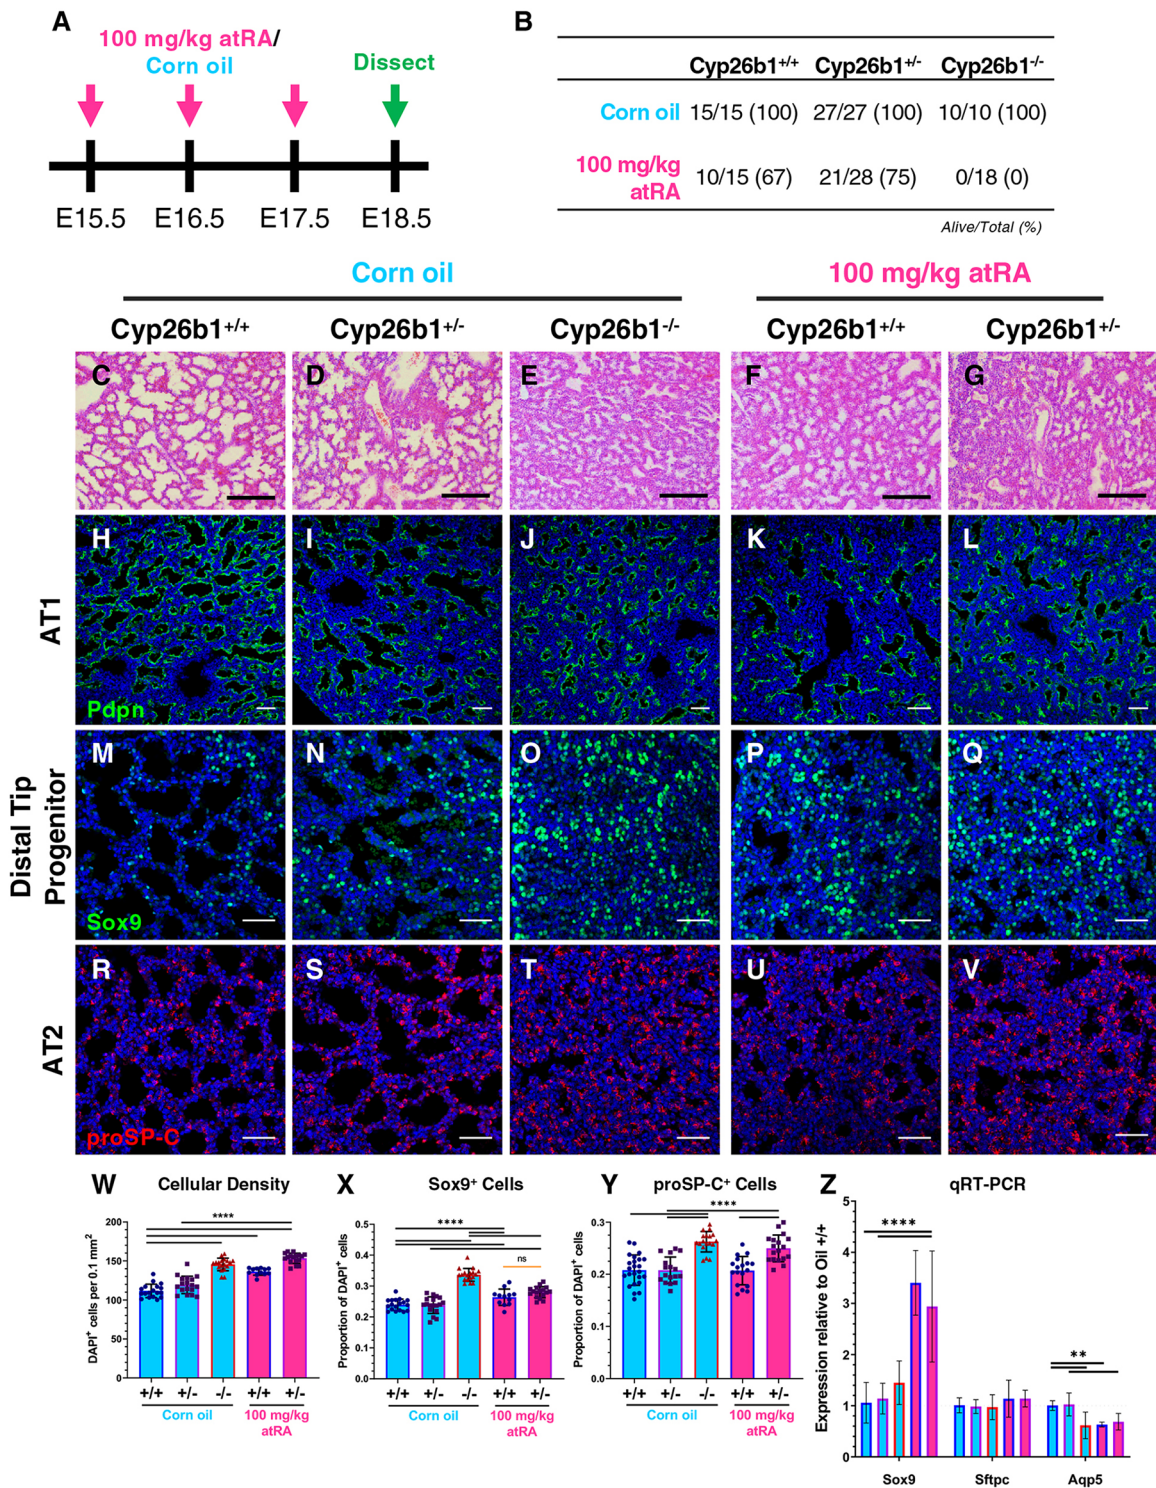 A
100 mg/kg atRA/
Corn oil
Dissect
E15.5 E16.5 E17.5 E18.5
B
Cyp26b1+/+ Cyp26b1+/- Cyp26b1-/-
Corn oil 15/15 (100) 27/27 (100) 10/10 (100)
100 mg/kg
atRA 10/15 (67) 21/28 (75) 0/18 (0)
Alive/Total (%)
Corn oil 100 mg/kg atRA
Cyp26b1+/+ Cyp26b1+/- Cyp26b1-/- Cyp26b1+/+ Cyp26b1+/-
C D E F G
AT1
H I J K L
Pdpn
Distal Tip
Progenitor
M N O P Q
Sox9
AT2
R S T U V
proSP-C
W Cellular Density
DAPI+ cells per 0.1 mm2
200
150
100
50
0
****
+/+ +/- -/- +/+ +/-
Corn oil 100 mg/kg
atRA
X Sox9+ Cells
Proportion of DAPI+ cells
0.5
0.4
0.3
0.2
0.1
0.0
****
ns
+/+ +/- -/- +/+ +/-
Corn oil 100 mg/kg
atRA
Y proSP-C+ Cells
Proportion of DAPI+ cells
0.3
0.2
0.1
0.0
****
+/+ +/- -/- +/+ +/-
Corn oil 100 mg/kg
atRA
Z qRT-PCR
Expression relative to Oil +/+
5
4
3
2
1
0
****
**
Sox9 Sftpc Aqp5